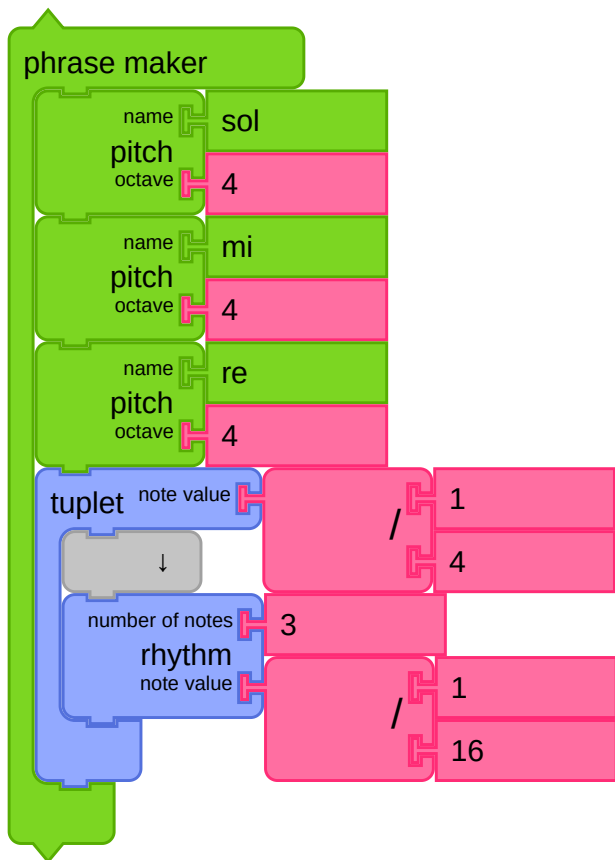 phrase maker
name sol
pitch
octave 4
name mi
pitch
octave 4
name re
pitch
octave 4
tuplet note value / 1
4
↓
number of notes 3
rhythm
note value / 1
16